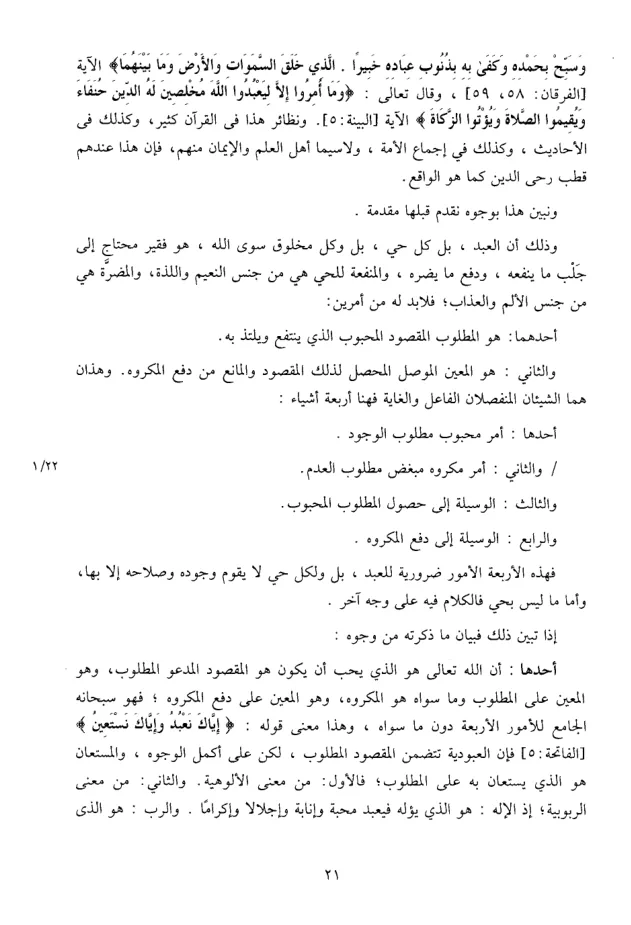 وَسَبِّحْ بِحَمْدِهِ وَكَفَىٰ بِهِ بِذُنُوبِ عِبَادِهِ خَبِيرًا . الَّذِي خَلَقَ السَّمَوَاتِ وَالأَرْضَ وَمَا بَيْنَهُمَا﴾ الآية
[الفرقان: ٥٨، ٥٩] ، وقال تعالى : ﴿وَمَا أُمِرُوا إِلاَّ لِيَعْبُدُوا اللَّهَ مُخْلِصِينَ لَهُ الدِّينَ حُنَفَاءَ
وَيُقِيمُوا الصَّلاةَ وَيُؤْتُوا الزَّكَاةَ ﴾ الآية [البينة:٥]. ونظائر هذا فى القرآن كثير، وكذلك فى
الأحاديث ، وكذلك في إجماع الأمة ، ولاسيما أهل العلم والإيمان منهم، فإن هذا عندهم
قطب رحى الدين كما هو الواقع.
ونبين هذا بوجوه نقدم قبلها مقدمة .
وذلك أن العبد ، بل كل حي ، بل وكل مخلوق سوى الله ، هو فقير محتاج إلى
جَلْب ما ينفعه ، ودفع ما يضره ، والمنفعة للحي هي من جنس النعيم واللذة، والمضرَّة هي
من جنس الألم والعذاب؛ فلابد له من أمرين:
أحدهما: هو المطلوب المقصود المحبوب الذي ينتفع ويلتذ به.
والثاني : هو المعين الموصل المحصل لذلك المقصود والمانع من دفع المكروه. وهذان
هما الشيئان المنفصلان الفاعل والغاية فهنا أربعة أشياء :
أحدها : أمر محبوب مطلوب الوجود .
/ والثاني : أمر مكروه مبغض مطلوب العدم.
١/٢٢
والثالث : الوسيلة إلى حصول المطلوب المحبوب.
والرابع : الوسيلة إلى دفع المكروه .
فهذه الأربعة الأمور ضرورية للعبد ، بل ولكل حي لا يقوم وجوده وصلاحه إلا بها،
وأما ما ليس بحي فالكلام فيه على وجه آخر .
إذا تبين ذلك فبيان ما ذكرته من وجوه :
أحدها : أن الله تعالى هو الذي يحب أن يكون هو المقصود المدعو المطلوب، وهو
المعين على المطلوب وما سواه هو المكروه، وهو المعين على دفع المكروه ؛ فهو سبحانه
الجامع للأمور الأربعة دون ما سواه ، وهذا معنى قوله : ﴿ إِيَّاكَ نَعْبُدُ وَإِيَّاكَ نَسْتَعِينُ ﴾
[الفاتحة:٥] فإن العبودية تتضمن المقصود المطلوب ، لكن على أكمل الوجوه ، والمستعان
هو الذي يستعان به على المطلوب؛ فالأول: من معنى الألوهية. والثاني: من معنى
الربوبية؛ إذ الإله : هو الذي يؤله فيعبد محبة وإنابة وإجلالا وإكرامًا . والرب : هو الذى
٢١